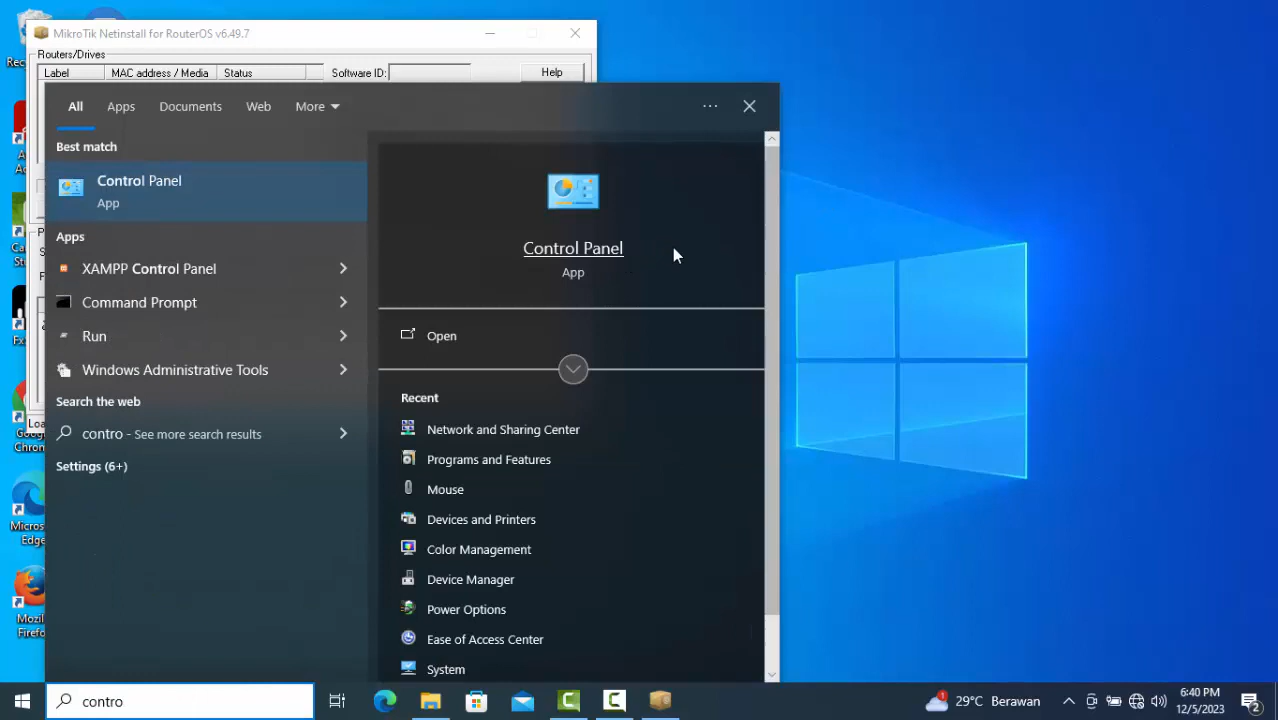 MikroTik Netinstall for RouterOS v6.49.7
Routers/Drives
Label MAC address / Media Status Software ID: Help
All Apps Documents Web More
Best match
Control Panel
App
Apps
XAMPP Control Panel
Command Prompt
Run
Windows Administrative Tools
Search the web
contro - See more search results
Settings (6+)
Control Panel
App
Open
Recent
Network and Sharing Center
Programs and Features
Mouse
Devices and Printers
Color Management
Device Manager
Power Options
Ease of Access Center
System
contro
29°C Berawan
6:40 PM
12/5/2023
2